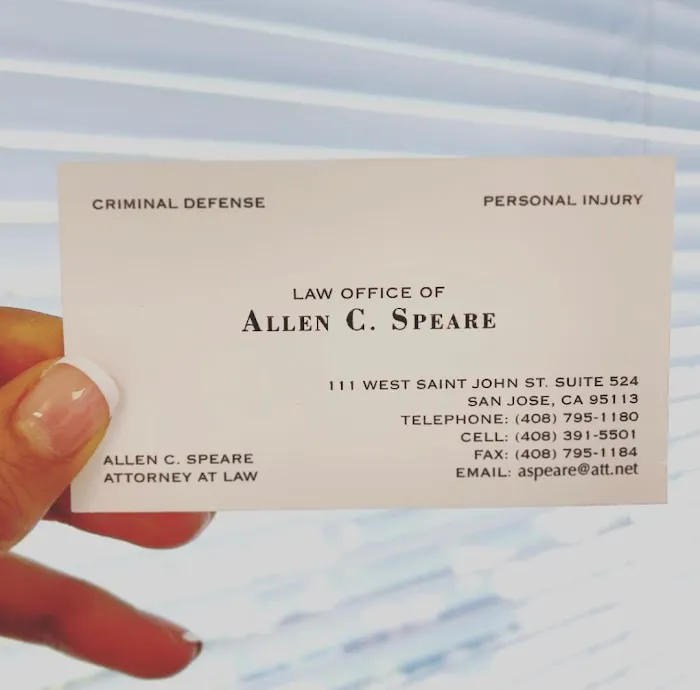 CRIMINAL DEFENSE
PERSONAL INJURY
LAW OFFICE OF
ALLEN C. SPEARE
111 WEST SAINT JOHN ST. SUITE 524
SAN JOSE, CA 95113
TELEPHONE: (408) 795-1180
CELL: (408) 391-5501
FAX: (408) 795-1184
EMAIL: aspeare@att.net
ALLEN C. SPEARE
ATTORNEY AT LAW